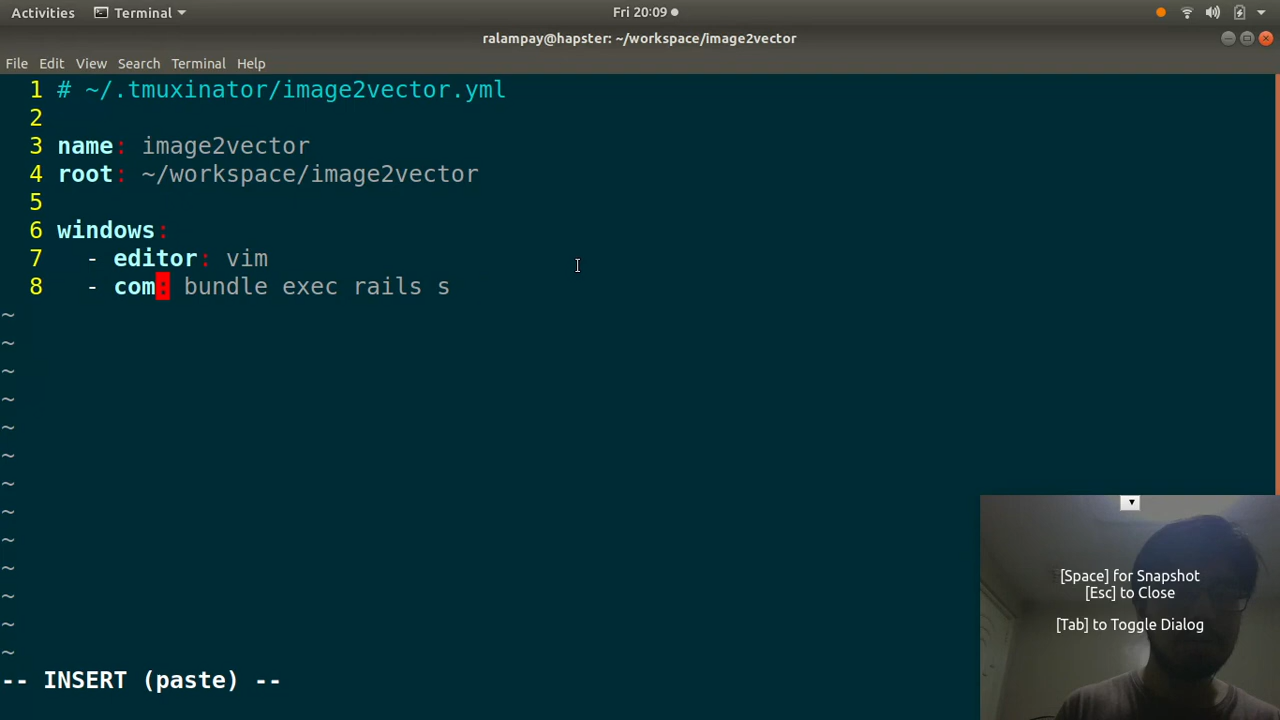 Activities Terminal Fri 20:09
ralampay@hapster: ~/workspace/image2vector
File Edit View Search Terminal Help
1 # ~/.tmuxinator/image2vector.yml
2
3 name: image2vector
4 root: ~/workspace/image2vector
5
6 windows:
7 - editor: vim
8 - com: bundle exec rails s
~
~
~
~
~
~
~
~
~
~
~
~
~
-- INSERT (paste) --
[Space] for Snapshot
[Esc] to Close
[Tab] to Toggle Dialog